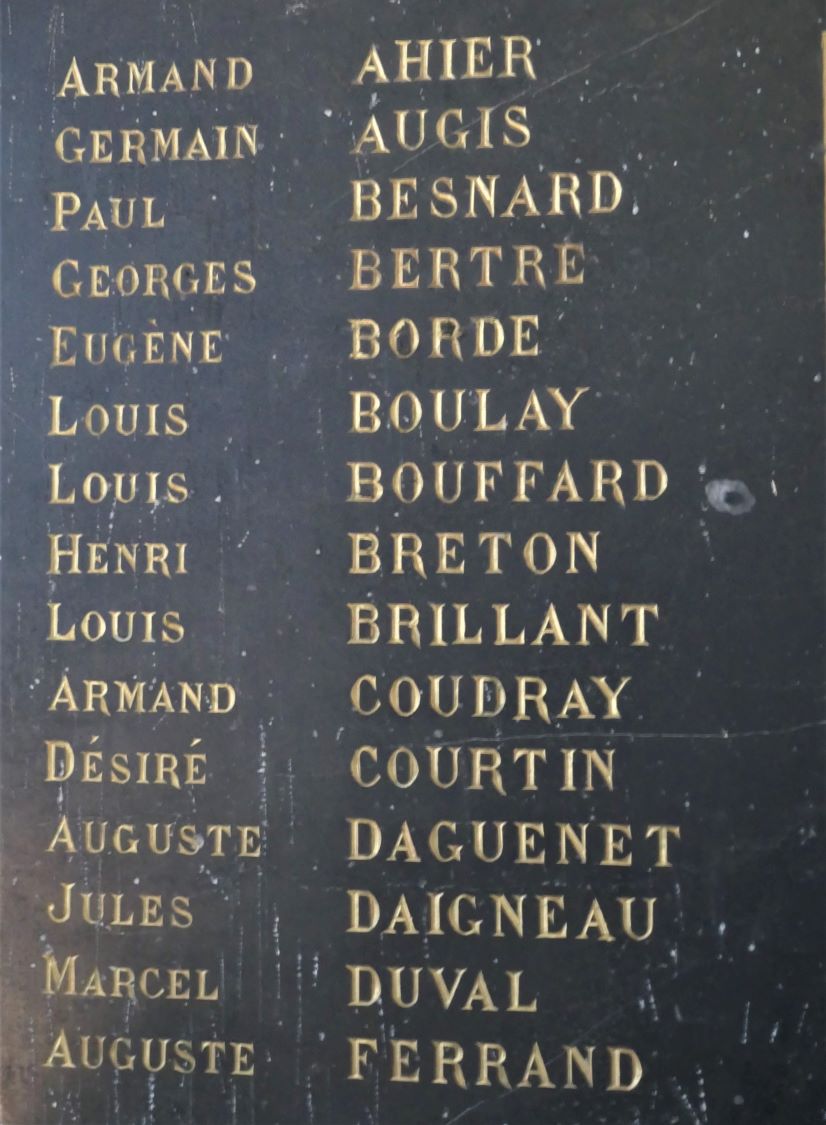 ARMAND AHIER
GERMAIN AUGIS
PAUL BESNARD
GEORGES BERTRE
EUGÈNE BORDE
LOUIS BOULAY
LOUIS BOUFFARD
HENRI BRETON
LOUIS BRILLANT
ARMAND COUDRAY
DÉSIRÉ COURTIN
AUGUSTE DAGUENET
JULES DAIGNEAU
MARCEL DUVAL
AUGUSTE FERRAND